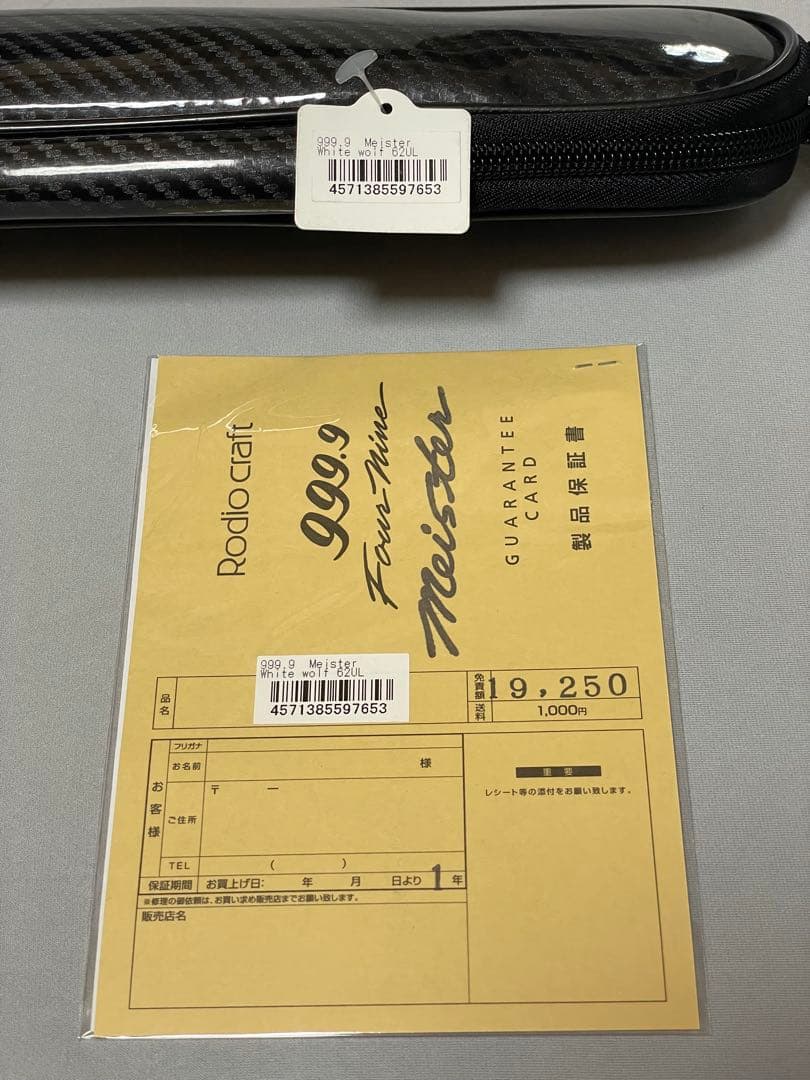 999.9 Meister
White wolf 62UL
4571385597653
Rodio craft
999.9
Four Nine
Meister
GUARANTEE
CARD
製品保証書
品名
999.9 Meister
White wolf 62UL
4571385597653
免責額 19,250
送料 1,000円
お客様
フリガナ
お名前 様
ご住所 〒 ー
TEL ( )
保証期間 お買上げ日: 年 月 日より 1 年
※修理の御依頼は、お買い求め販売店までお願い致します。
販売店名
重要
レシート等の添付をお願い致します。